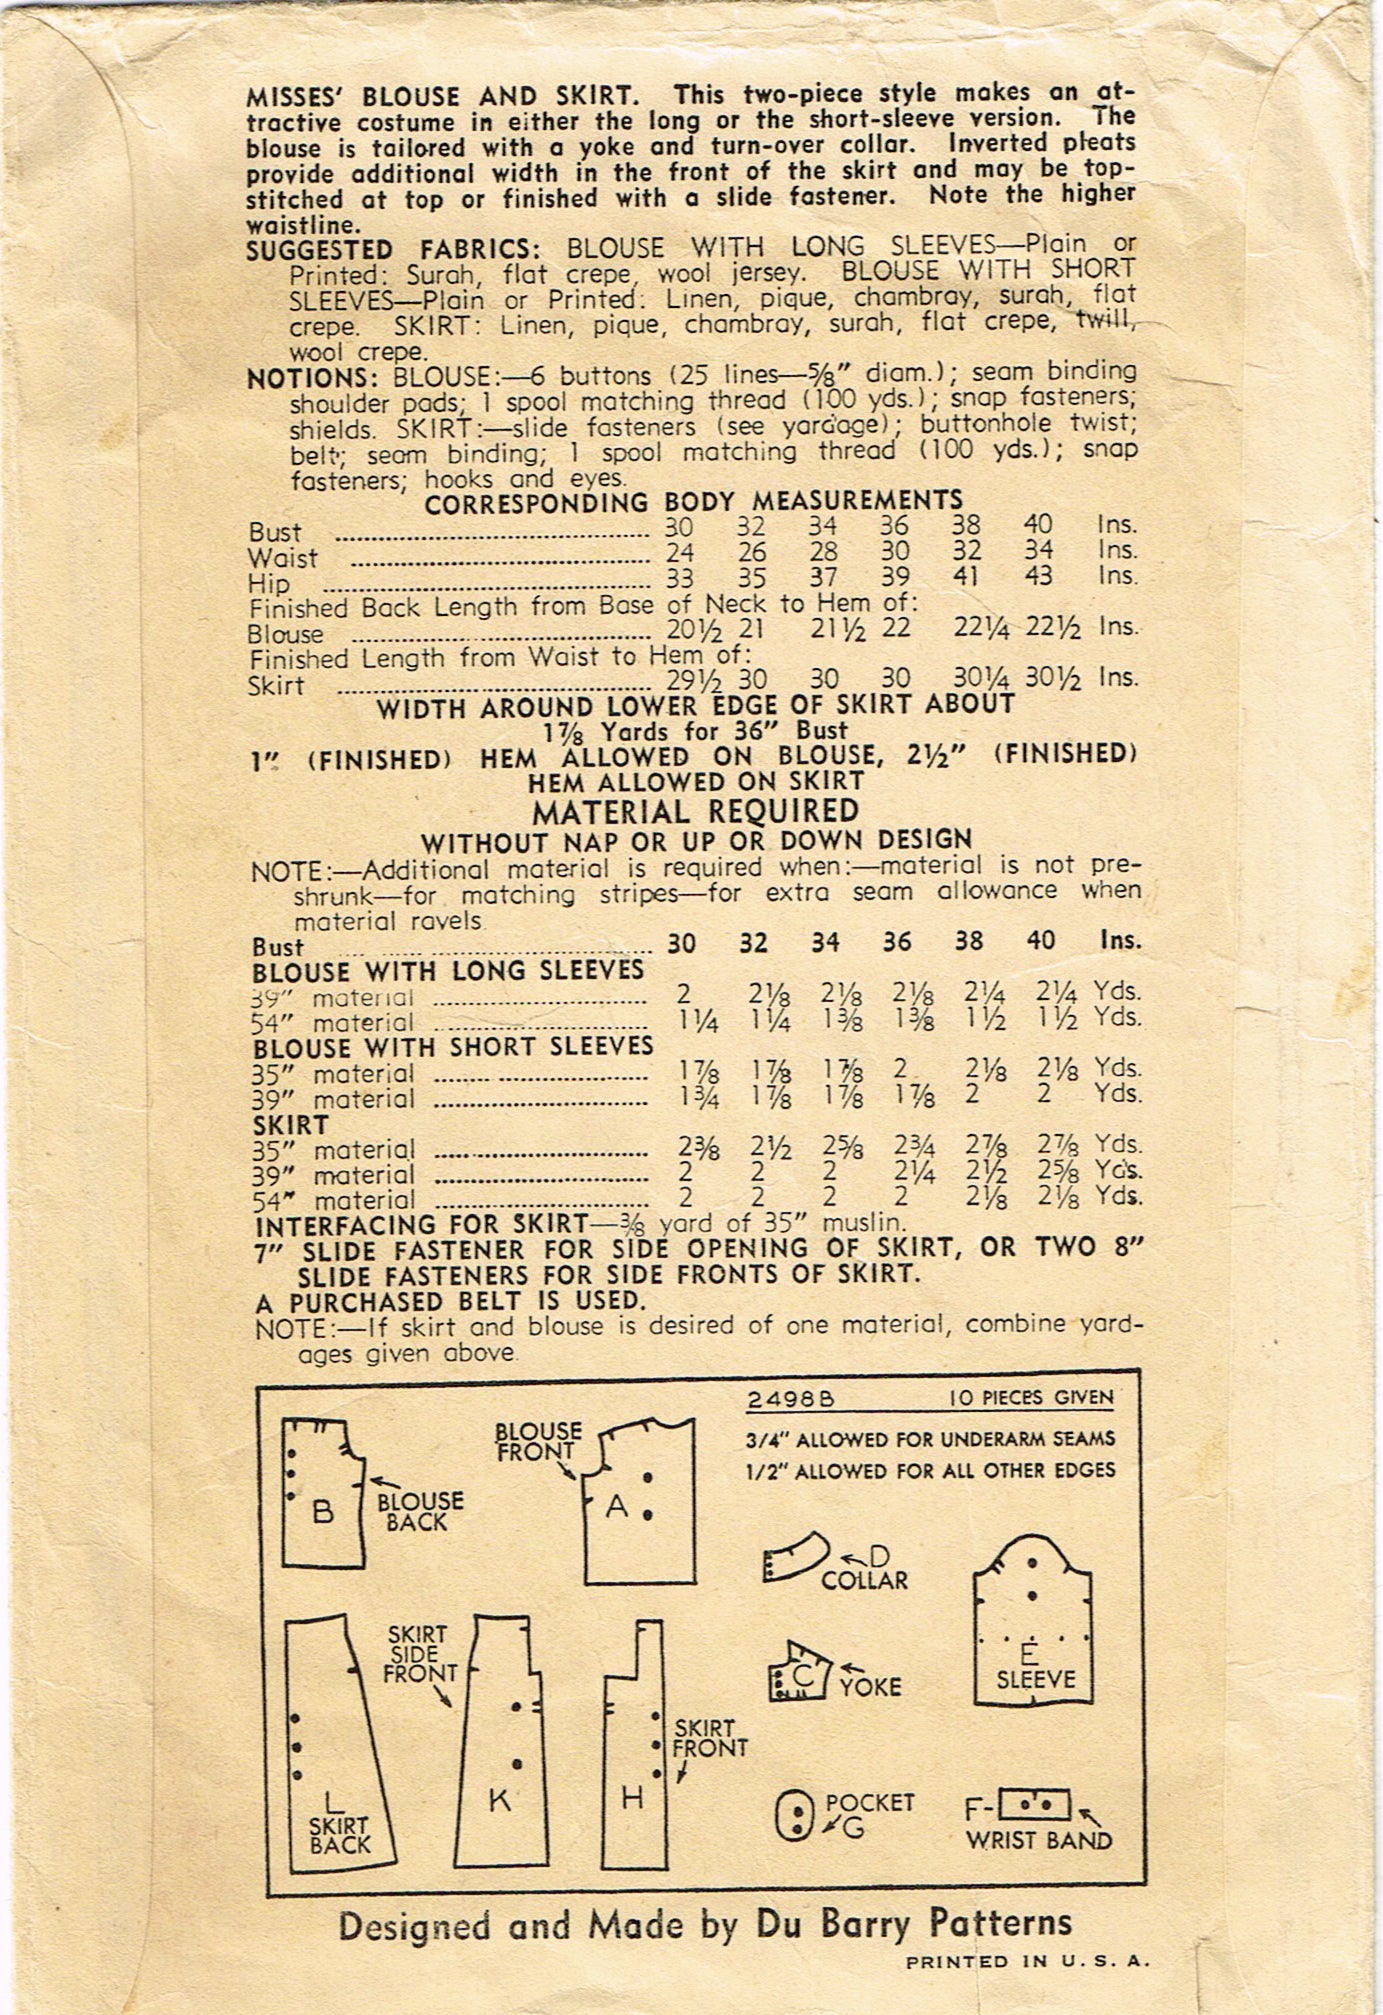 MISSES' BLOUSE AND SKIRT. This two-piece style makes an at-
tractive costume in either the long or the short-sleeve version. The
blouse is tailored with a yoke and turn-over collar. Inverted pleats
provide additional width in the front of the skirt and may be top-
stitched at top or finished with a slide fastener. Note the higher
waistline.
SUGGESTED FABRICS: BLOUSE WITH LONG SLEEVES—Plain or
Printed: Surah, flat crepe, wool jersey. BLOUSE WITH SHORT
SLEEVES—Plain or Printed: Linen, pique, chambray, surah, flat
crepe. SKIRT: Linen, pique, chambray, surah, flat crepe, twill,
wool crepe.
NOTIONS: BLOUSE:—6 buttons (25 lines—5/8" diam.); seam binding
shoulder pads; 1 spool matching thread (100 yds.); snap fasteners;
shields. SKIRT:—slide fasteners (see yardage); buttonhole twist;
belt; seam binding; 1 spool matching thread (100 yds.); snap
fasteners; hooks and eyes.
CORRESPONDING BODY MEASUREMENTS
Bust ........ 30 32 34 36 38 40 Ins.
Waist ........ 24 26 28 30 32 34 Ins.
Hip ........ 33 35 37 39 41 43 Ins.
Finished Back Length from Base of Neck to Hem of:
Blouse ........ 20½ 21 21½ 22 22¼ 22½ Ins.
Finished Length from Waist to Hem of:
Skirt ........ 29½ 30 30 30 30¼ 30½ Ins.
WIDTH AROUND LOWER EDGE OF SKIRT ABOUT
1⅞ Yards for 36" Bust
1" (FINISHED) HEM ALLOWED ON BLOUSE, 2½" (FINISHED)
HEM ALLOWED ON SKIRT
MATERIAL REQUIRED
WITHOUT NAP OR UP OR DOWN DESIGN
NOTE:—Additional material is required when:—material is not pre-
shrunk—for matching stripes—for extra seam allowance when
material ravels.
Bust ........ 30 32 34 36 38 40 Ins.
BLOUSE WITH LONG SLEEVES
39" material ........ 2 2⅛ 2⅛ 2⅛ 2¼ 2¼ Yds.
54" material ........ 1¼ 1¼ 1⅜ 1⅜ 1½ 1½ Yds.
BLOUSE WITH SHORT SLEEVES
35" material ........ 1⅞ 1⅞ 1⅞ 2 2⅛ 2⅛ Yds.
39" material ........ 1¾ 1⅞ 1⅞ 1⅞ 2 2 Yds.
SKIRT
35" material ........ 2⅜ 2½ 2⅝ 2¾ 2⅞ 2⅞ Yds.
39" material ........ 2 2 2 2¼ 2½ 2⅝ Yds.
54" material ........ 2 2 2 2 2⅛ 2⅛ Yds.
INTERFACING FOR SKIRT—⅜ yard of 35" muslin.
7" SLIDE FASTENER FOR SIDE OPENING OF SKIRT, OR TWO 8"
SLIDE FASTENERS FOR SIDE FRONTS OF SKIRT.
A PURCHASED BELT IS USED.
NOTE:—If skirt and blouse is desired of one material, combine yard-
ages given above.
2498B 10 PIECES GIVEN
3/4" ALLOWED FOR UNDERARM SEAMS
1/2" ALLOWED FOR ALL OTHER EDGES
B
BLOUSE
BACK
BLOUSE
FRONT
A
D
COLLAR
E
SLEEVE
C
YOKE
L
SKIRT
BACK
SKIRT
SIDE
FRONT
K
H
SKIRT
FRONT
POCKET
G
F-
WRIST BAND
Designed and Made by Du Barry Patterns
PRINTED IN U. S. A.